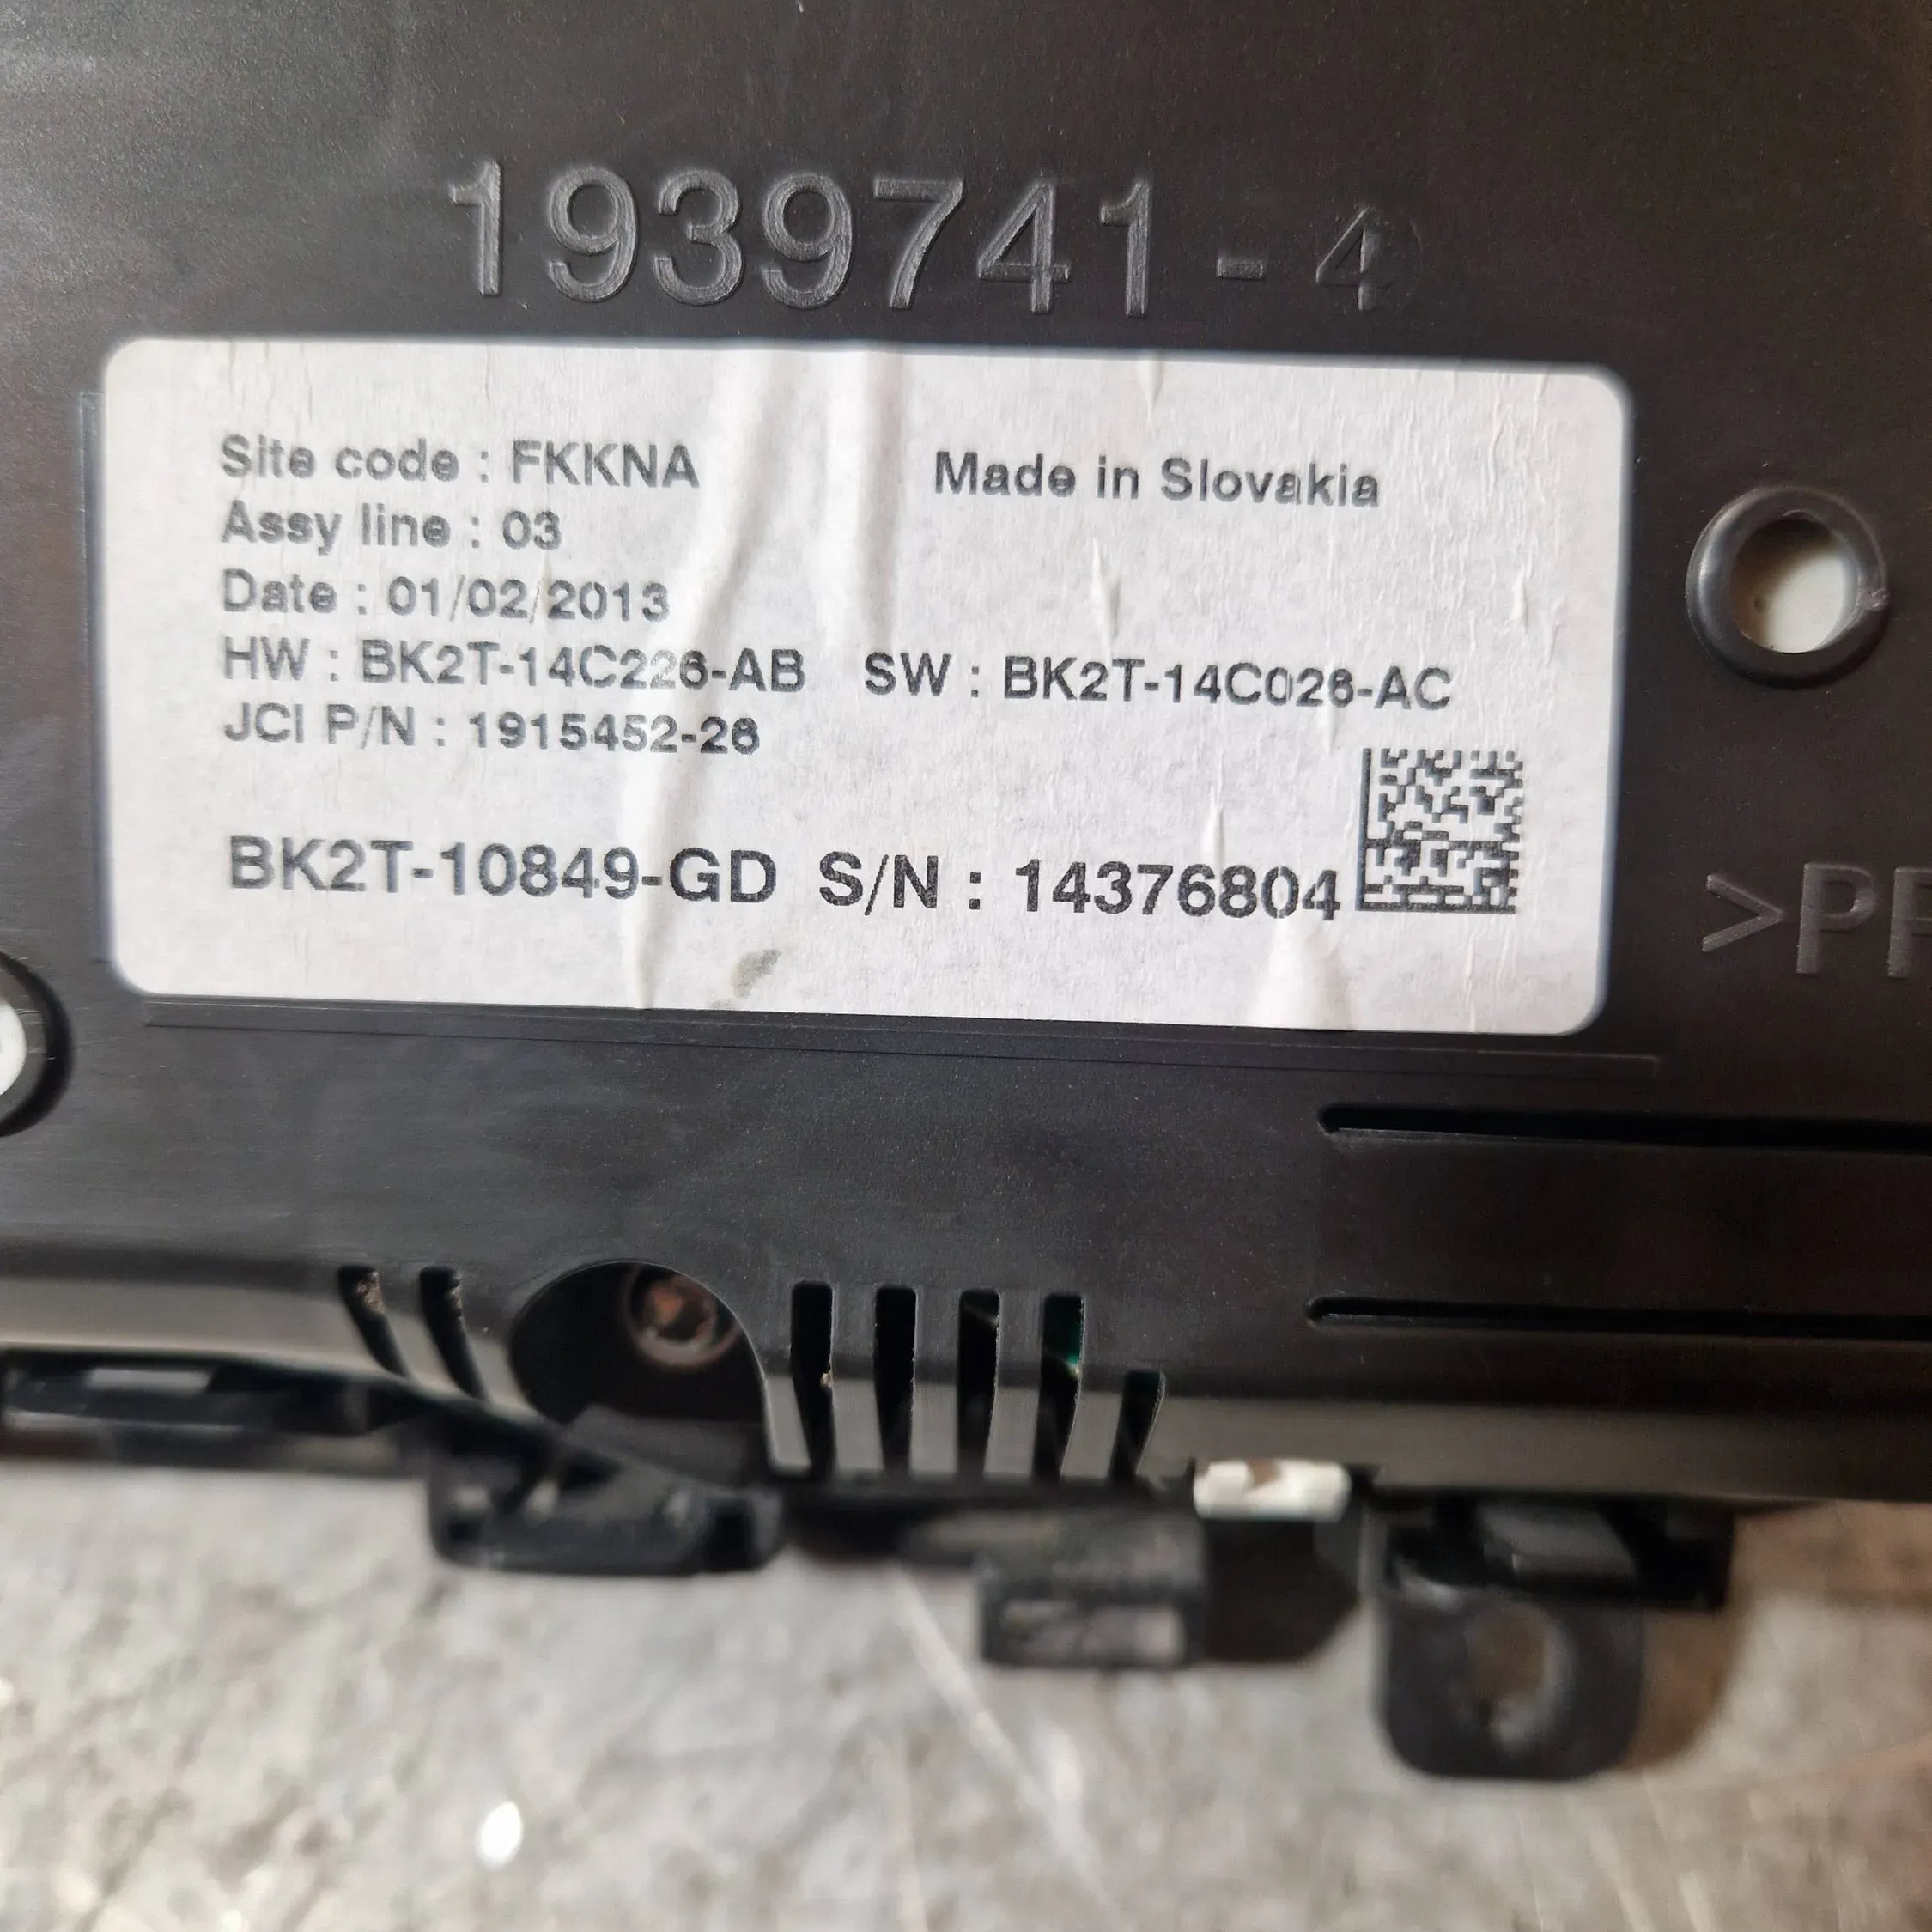 1939741-4
Site code : FKKNA Made in Slovakia
Assy line : 03
Date : 01/02/2013
HW : BK2T-14C226-AB SW : BK2T-14C026-AC
JCI P/N : 1915452-26
BK2T-10849-GD S/N : 14376804
>PP